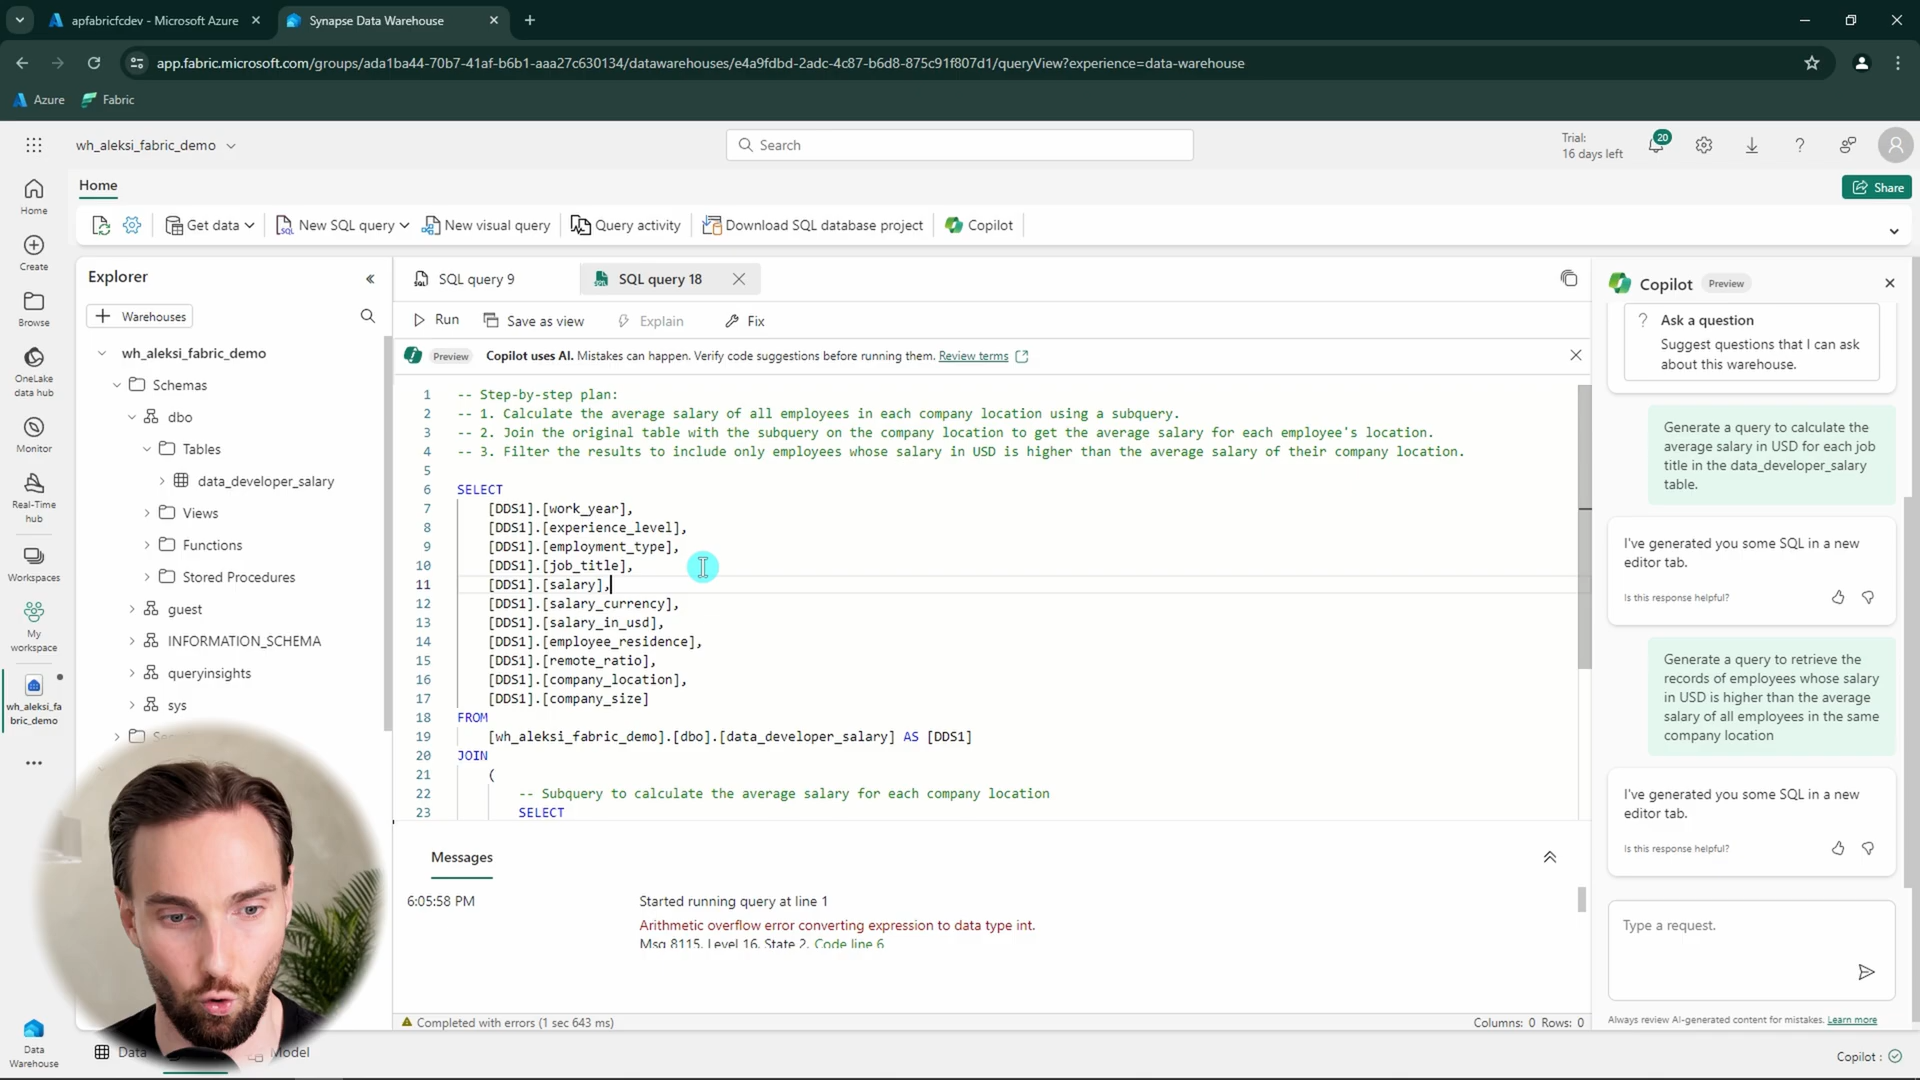 apfabricfcdev - Microsoft Azure
Synapse Data Warehouse
app.fabric.microsoft.com/groups/ada1ba44-70b7-41af-b6b1-aaa27c630134/datawarehouses/e4a9fdbd-2adc-4c87-b6d8-875c91f807d1/queryView?experience=data-warehouse
Azure
Fabric
wh_aleksi_fabric_demo
Search
Trial:
16 days left
20
Home
Share
Get data
New SQL query
New visual query
Query activity
Download SQL database project
Copilot
Home
Create
Browse
OneLake
data hub
Monitor
Real-Time
hub
Workspaces
My
workspace
wh_aleksi_fa
bric_demo
Data
Warehouse
Explorer
Warehouses
wh_aleksi_fabric_demo
Schemas
dbo
Tables
data_developer_salary
Views
Functions
Stored Procedures
guest
INFORMATION_SCHEMA
queryinsights
sys
SQL query 9
SQL query 18
Run
Save as view
Explain
Fix
Preview
Copilot uses AI. Mistakes can happen. Verify code suggestions before running them. Review terms
1 -- Step-by-step plan:
2 -- 1. Calculate the average salary of all employees in each company location using a subquery.
3 -- 2. Join the original table with the subquery on the company location to get the average salary for each employee's location.
4 -- 3. Filter the results to include only employees whose salary in USD is higher than the average salary of their company location.
5
6 SELECT
7 [DDS1].[work_year],
8 [DDS1].[experience_level],
9 [DDS1].[employment_type],
10 [DDS1].[job_title],
11 [DDS1].[salary],
12 [DDS1].[salary_currency],
13 [DDS1].[salary_in_usd],
14 [DDS1].[employee_residence],
15 [DDS1].[remote_ratio],
16 [DDS1].[company_location],
17 [DDS1].[company_size]
18 FROM
19 [wh_aleksi_fabric_demo].[dbo].[data_developer_salary] AS [DDS1]
20 JOIN
21 (
22 -- Subquery to calculate the average salary for each company location
23 SELECT
Messages
6:05:58 PM
Started running query at line 1
Arithmetic overflow error converting expression to data type int.
Msg 8115, Level 16, State 2, Code line 6
Completed with errors (1 sec 643 ms)
Columns: 0 Rows: 0
Data
Model
Copilot :
Copilot
Preview
Ask a question
Suggest questions that I can ask
about this warehouse.
Generate a query to calculate the
average salary in USD for each job
title in the data_developer_salary
table.
I've generated you some SQL in a new
editor tab.
Is this response helpful?
Generate a query to retrieve the
records of employees whose salary
in USD is higher than the average
salary of all employees in the same
company location
I've generated you some SQL in a new
editor tab.
Is this response helpful?
Type a request.
Always review AI-generated content for mistakes. Learn more